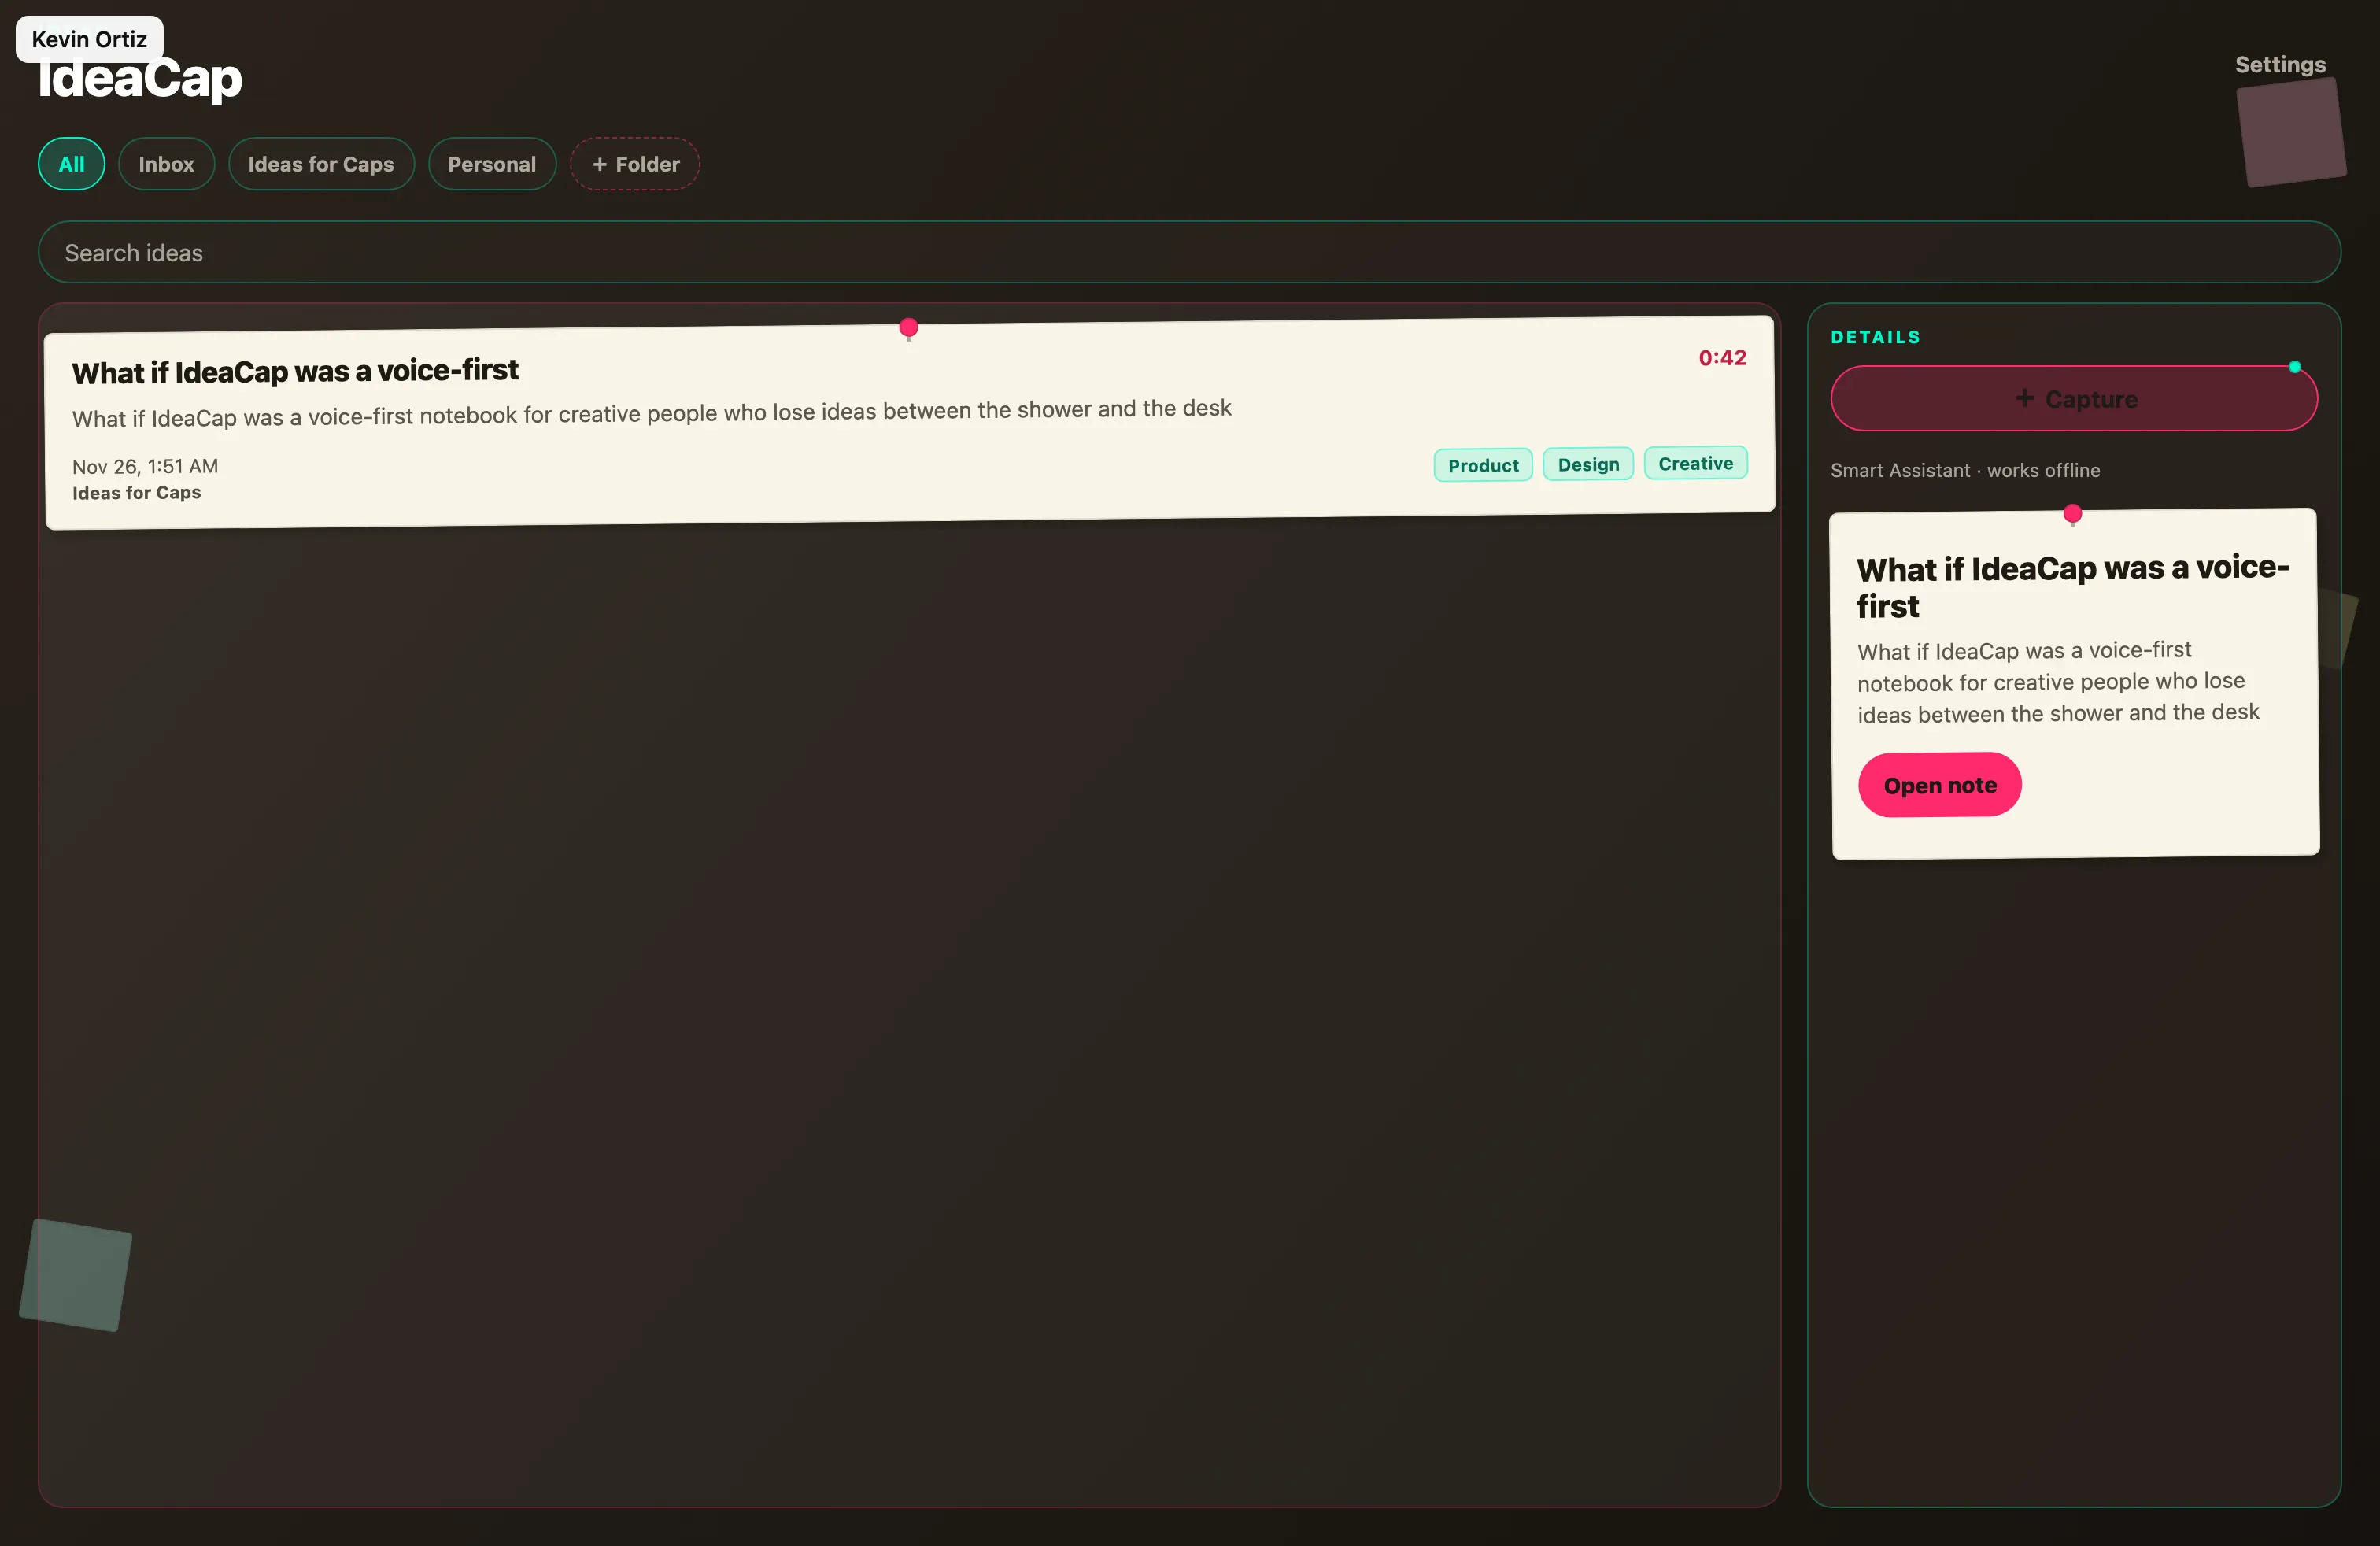 Kevin Ortiz
IdeaCap
Settings
All
Inbox
Ideas for Caps
Personal
+ Folder
Search ideas
What if IdeaCap was a voice-first
0:42
What if IdeaCap was a voice-first notebook for creative people who lose ideas between the shower and the desk
Nov 26, 1:51 AM
Ideas for Caps
Product
Design
Creative
DETAILS
+ Capture
Smart Assistant · works offline
What if IdeaCap was a voice-
first
What if IdeaCap was a voice-first
notebook for creative people who lose
ideas between the shower and the desk
Open note